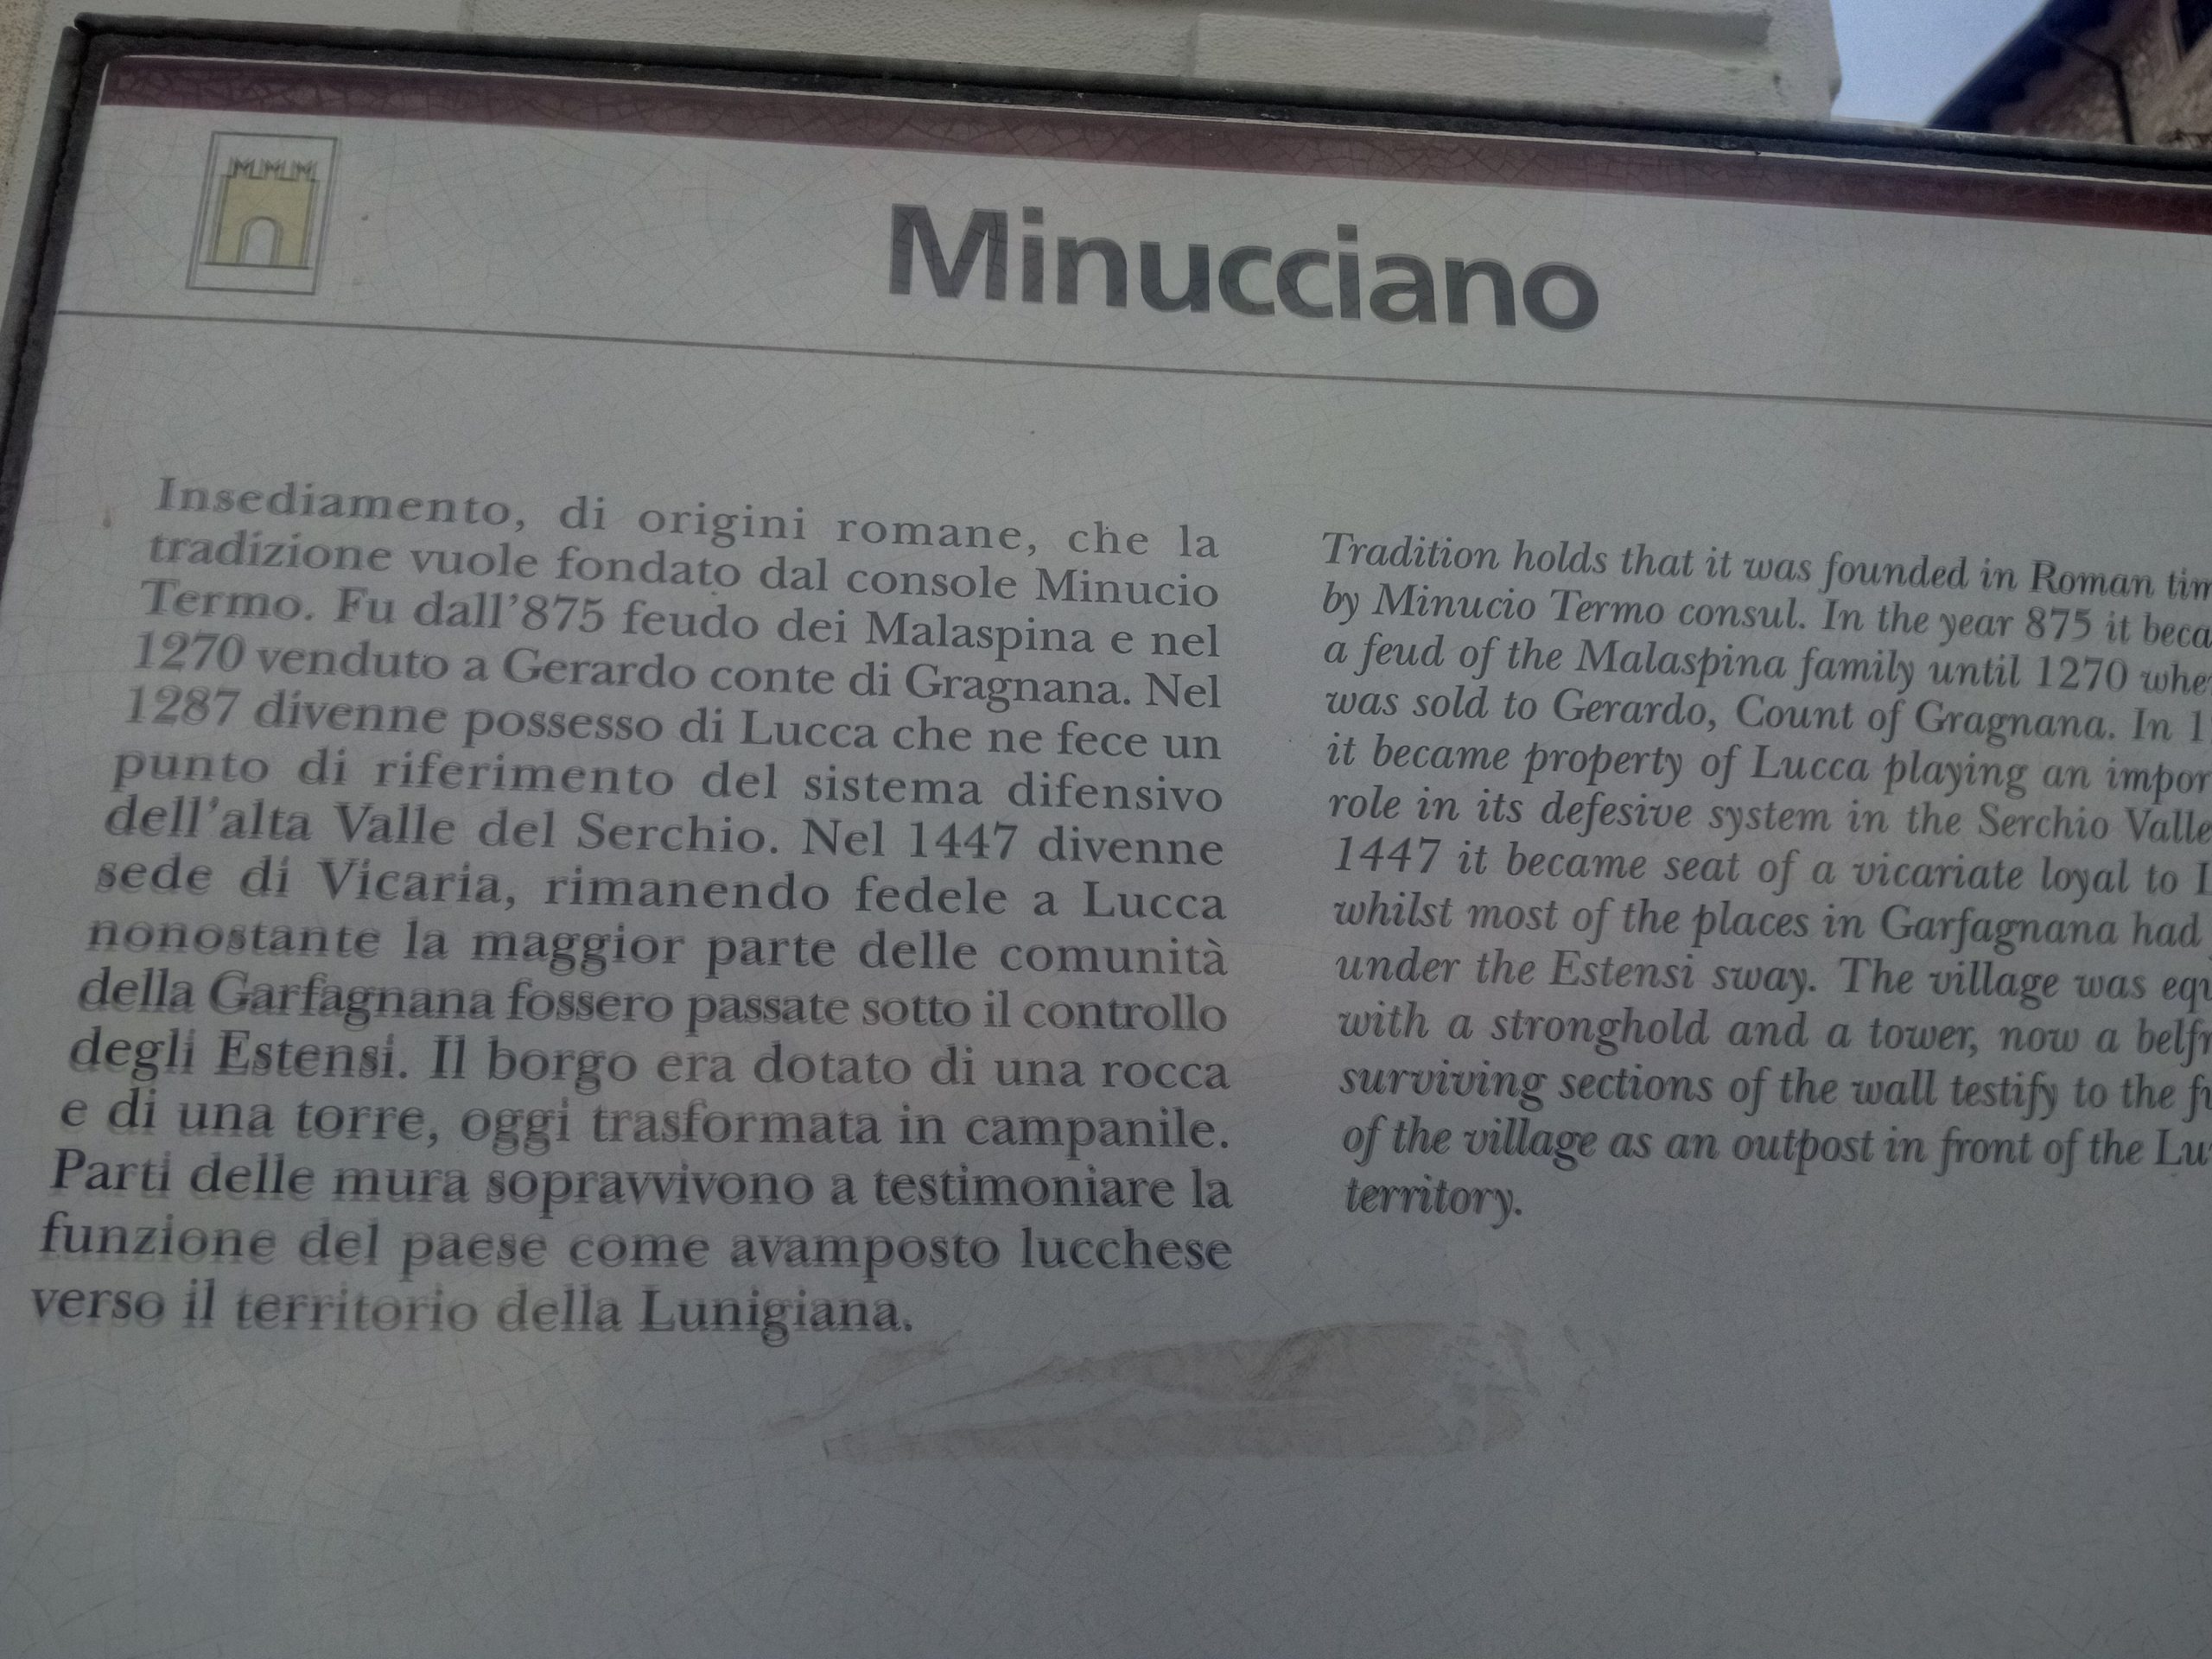 Minucciano
Insediamento, di origini romane, che la
tradizione vuole fondato dal console Minucio
Termo. Fu dall'875 feudo dei Malaspina e nel
1270 venduto a Gerardo conte di Gragnana. Nel
1287 divenne possesso di Lucca che ne fece un
punto di riferimento del sistema difensivo
dell'alta Valle del Serchio. Nel 1447 divenne
sede di Vicaria, rimanendo fedele a Lucca
nonostante la maggior parte delle comunità
della Garfagnana fossero passate sotto il controllo
degli Estensi. Il borgo era dotato di una rocca
e di una torre, oggi trasformata in campanile.
Parti delle mura sopravvivono a testimoniare la
funzione del paese come avamposto lucchese
verso il territorio della Lunigiana.
Tradition holds that it was founded in Roman
by Minucio Termo consul. In the year 875 it
a feud of the Malaspina family until 1270
was sold to Gerardo, Count of Gragnana. In
it became property of Lucca playing an
role in its defesive system in the Serchio
1447 it became seat of a vicariate loyal to
whilst most of the places in Garfagnana had
under the Estensi sway. The village was
with a stronghold and a tower, now a
surviving sections of the wall testify to the
of the village as an outpost in front of the
territory.